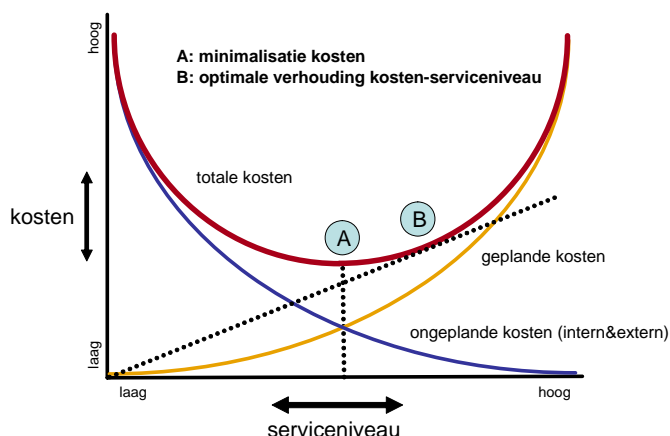 hoog
A: minimalisatie kosten
B: optimale verhouding kosten-serviceniveau
totale kosten
kosten
A
B
geplande kosten
ongeplande kosten (intern&extern)
laag
laag
hoog
serviceniveau